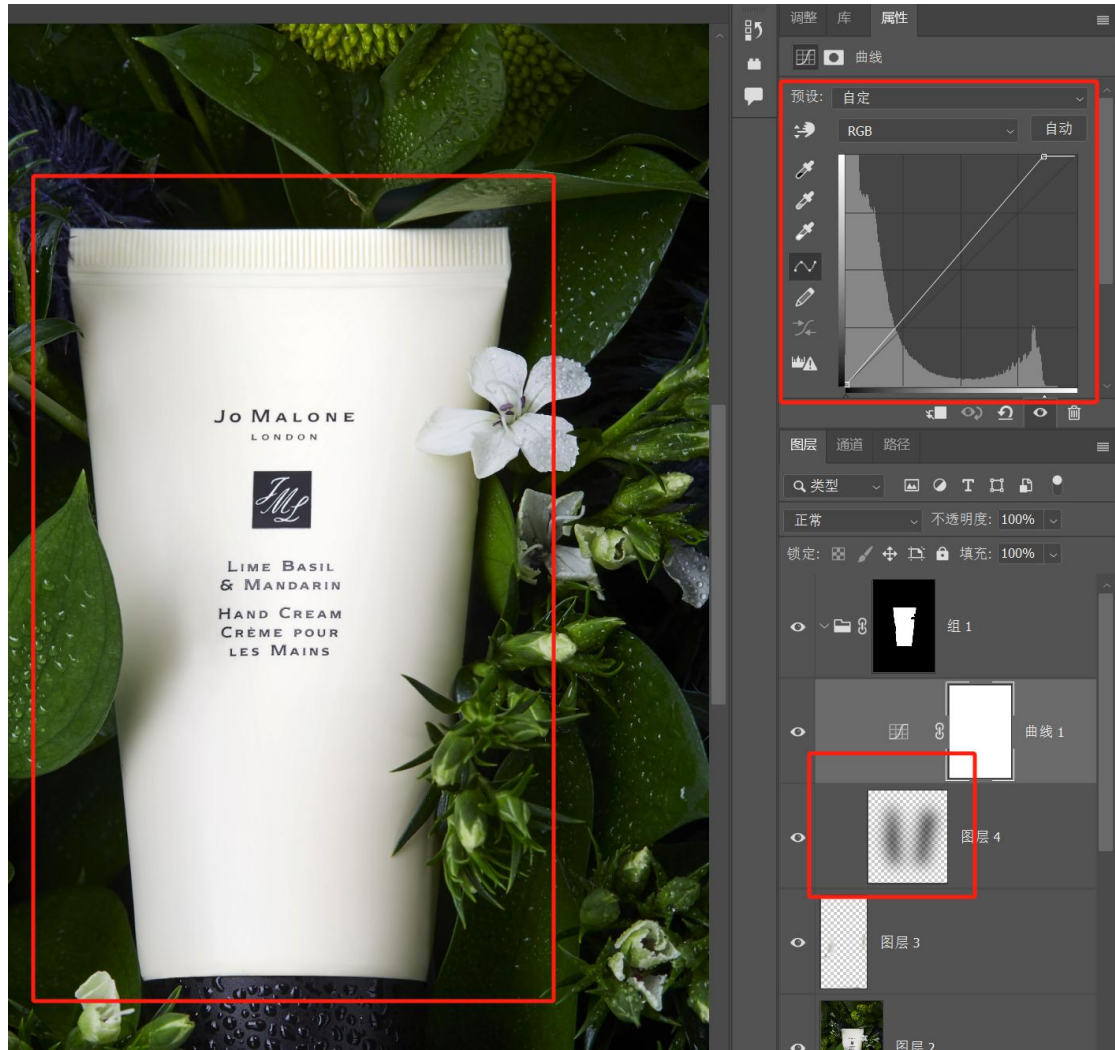 JO MALONE
LONDON
JML
LIME BASIL
& MANDARIN
HAND CREAM
CRÈME POUR
LES MAINS
调整 库 属性
曲线
预设: 自定
RGB 自动
图层 通道 路径
类型
正常 不透明度: 100%
锁定: 填充: 100%
组 1
曲线 1
图层 4
图层 3
图层 2